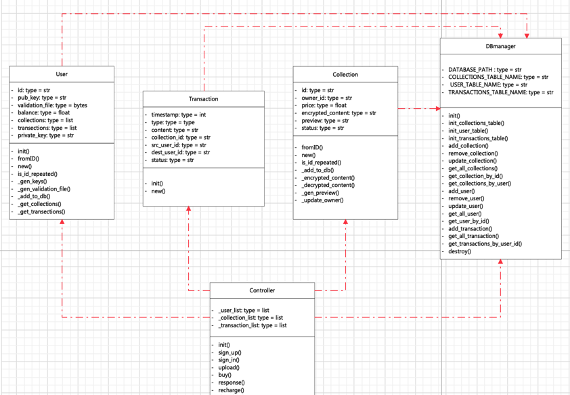 User
- id: type = str
- pub_key: type = str
- validation_file: type = bytes
- balance: type = float
- collections: type = list
- transactions: type = list
- private_key: type = str
- init()
- fromID()
- new()
- is_id_repeated()
- _gen_keys()
- _gen_validation_file()
- _add_to_db()
- _get_collections()
- _get_transections()
Transaction
- timestamp: type = int
- type: type = type
- content: type = str
- collection_id: type = str
- src_user_id: type = str
- dest_user_id: type = str
- status: type = str
- init()
- new()
Collection
- id: type = str
- owner_id: type = str
- price: type = float
- encrypted_content: type = str
- preview: type = str
- status: type = str
- fromID()
- new()
- is_id_repeated()
- _add_to_db()
- _encrypted_content()
- _decrypted_content()
- _gen_preview()
- _update_owner()
DBmanager
- DATABASE_PATH : type = str
- COLLECTIONS_TABLE_NAME: type = str
- USER_TABLE_NAME: type = str
- TRANSACTIONS_TABLE_NAME: type = str
- init()
- init_collections_table()
- init_user_table()
- init_transactions_table()
- add_collection()
- remove_collection()
- update_collection()
- get_all_collections()
- get_collection_by_id()
- get_collections_by_user()
- add_user()
- remove_user()
- update_user()
- get_all_user()
- get_user_by_id()
- add_transaction()
- get_all_transaction()
- get_transactions_by_user_id()
- destroy()
Controller
- _user_list: type = list
- _collection_list: type = list
- _transaction_list: type = list
- init()
- sign_up()
- sign_in()
- upload()
- buy()
- response()
- recharge()